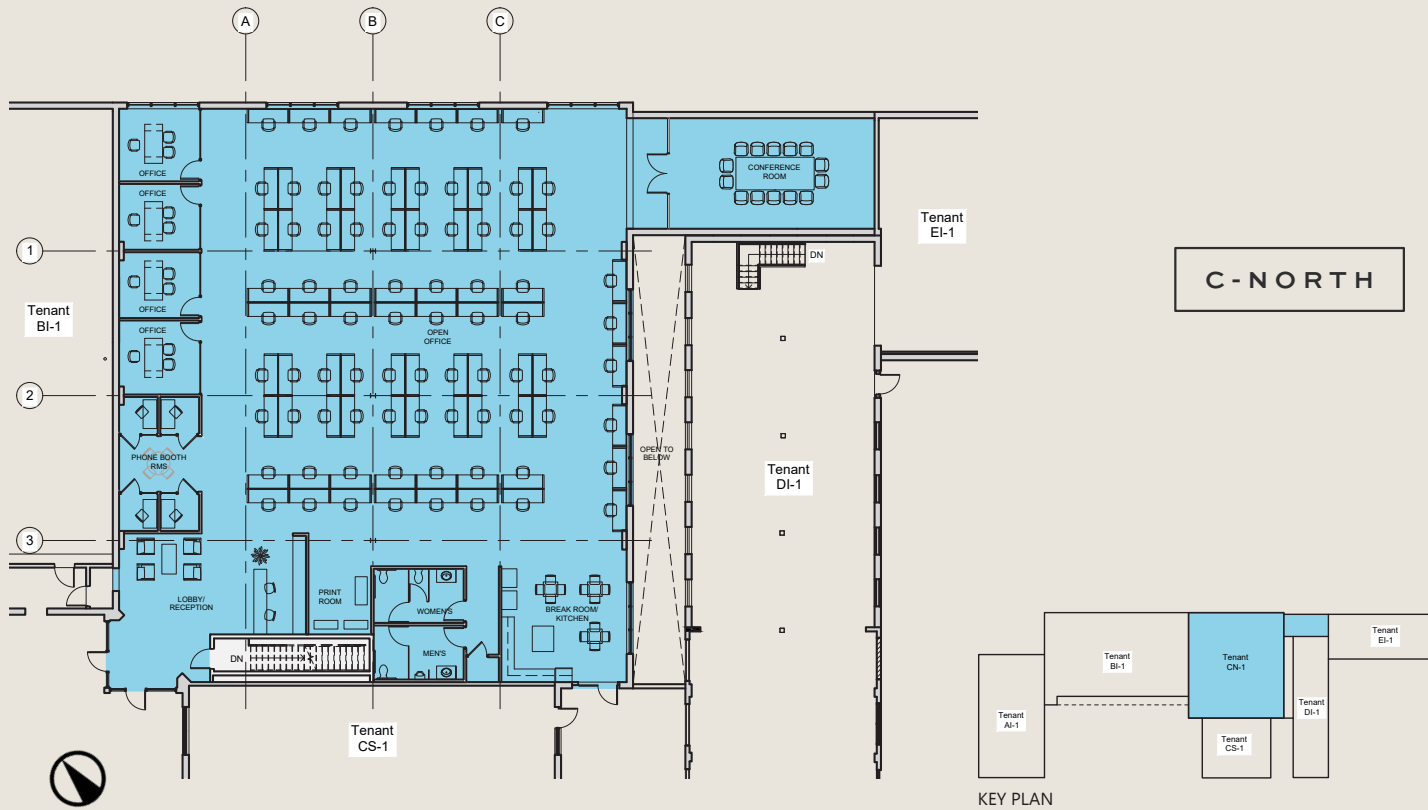 A
B
C
OFFICE
CONFERENCE
ROOM
OFFICE
Tenant
EI-1
1
DN
C-NORTH
Tenant
BI-1
OFFICE
OFFICE
OPEN
OFFICE
2
PHONE BOOTH
RMS
OPEN TO
BELOW
Tenant
DI-1
3
LOBBY/
RECEPTION
PRINT
ROOM
WOMEN'S
BREAK ROOM/
KITCHEN
MEN'S
DN
Tenant
CS-1
Tenant
EI-1
Tenant
BI-1
Tenant
CN-1
Tenant
DI-1
Tenant
AI-1
Tenant
CS-1
KEY PLAN